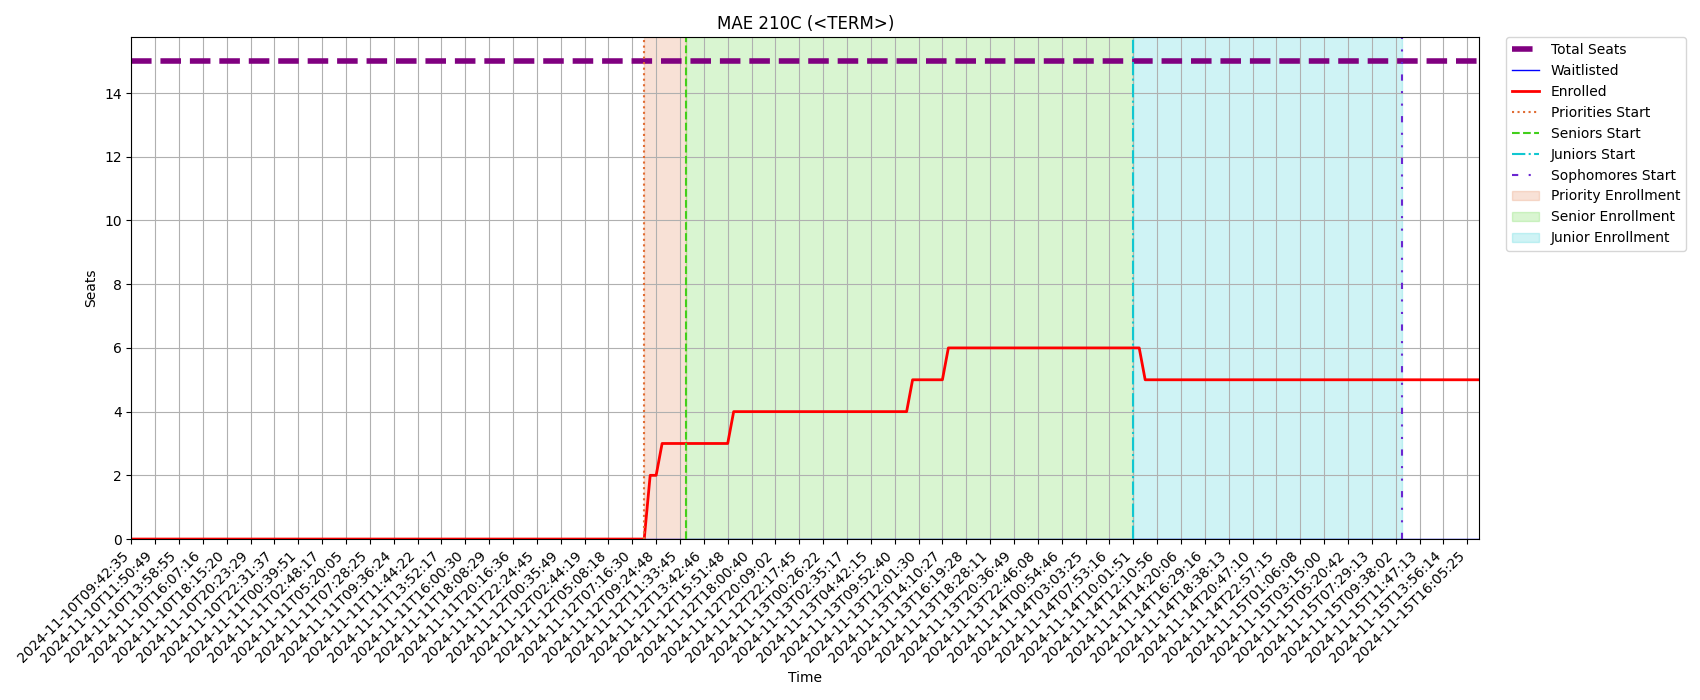 MAE 210C (<TERM>)
Total Seats
Waitlisted
Enrolled
Priorities Start
Seniors Start
Juniors Start
Sophomores Start
Priority Enrollment
Senior Enrollment
Junior Enrollment
Seats
14
12
10
8
6
4
2
0
2024-11-10T09:42:35
2024-11-10T11:50:49
2024-11-10T13:58:55
2024-11-10T16:07:16
2024-11-10T18:15:20
2024-11-10T20:23:29
2024-11-10T22:31:37
2024-11-11T00:39:51
2024-11-11T02:48:17
2024-11-11T05:20:05
2024-11-11T07:28:25
2024-11-11T09:36:24
2024-11-11T11:44:22
2024-11-11T13:52:17
2024-11-11T16:00:30
2024-11-11T18:08:29
2024-11-11T20:16:36
2024-11-11T22:24:45
2024-11-12T00:35:49
2024-11-12T02:44:19
2024-11-12T05:08:18
2024-11-12T07:16:30
2024-11-12T09:24:48
2024-11-12T11:33:45
2024-11-12T13:42:46
2024-11-12T15:51:48
2024-11-12T18:00:40
2024-11-12T20:09:02
2024-11-12T22:17:45
2024-11-13T00:26:22
2024-11-13T02:35:17
2024-11-13T04:42:15
2024-11-13T09:52:40
2024-11-13T12:01:30
2024-11-13T14:10:27
2024-11-13T16:19:28
2024-11-13T18:28:11
2024-11-13T20:36:49
2024-11-13T22:46:08
2024-11-14T00:54:46
2024-11-14T03:03:25
2024-11-14T07:53:16
2024-11-14T10:01:51
2024-11-14T12:10:56
2024-11-14T14:20:06
2024-11-14T16:29:16
2024-11-14T18:38:13
2024-11-14T20:47:10
2024-11-14T22:57:15
2024-11-15T01:06:08
2024-11-15T03:15:00
2024-11-15T05:20:42
2024-11-15T07:29:13
2024-11-15T09:38:02
2024-11-15T11:47:13
2024-11-15T13:56:14
2024-11-15T16:05:25
Time